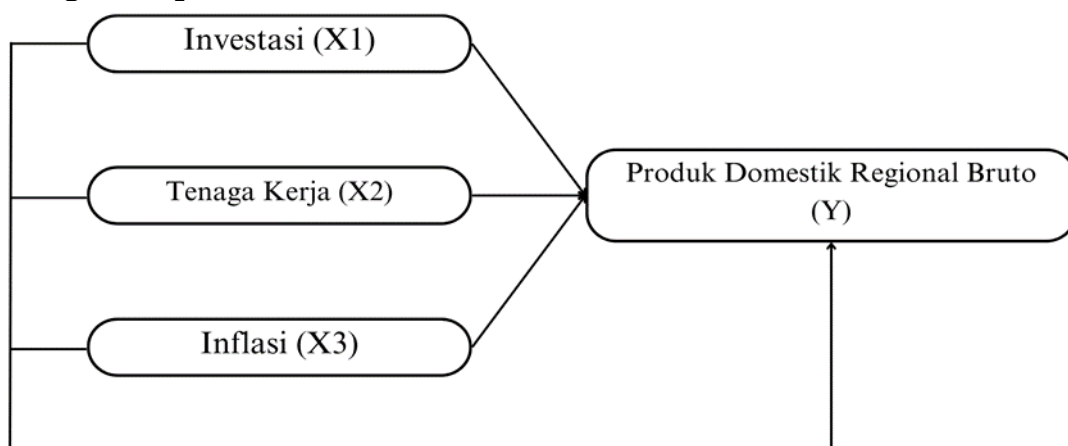 Investasi (X1)
Tenaga Kerja (X2)
Produk Domestik Regional Bruto
(Y)
Inflasi (X3)